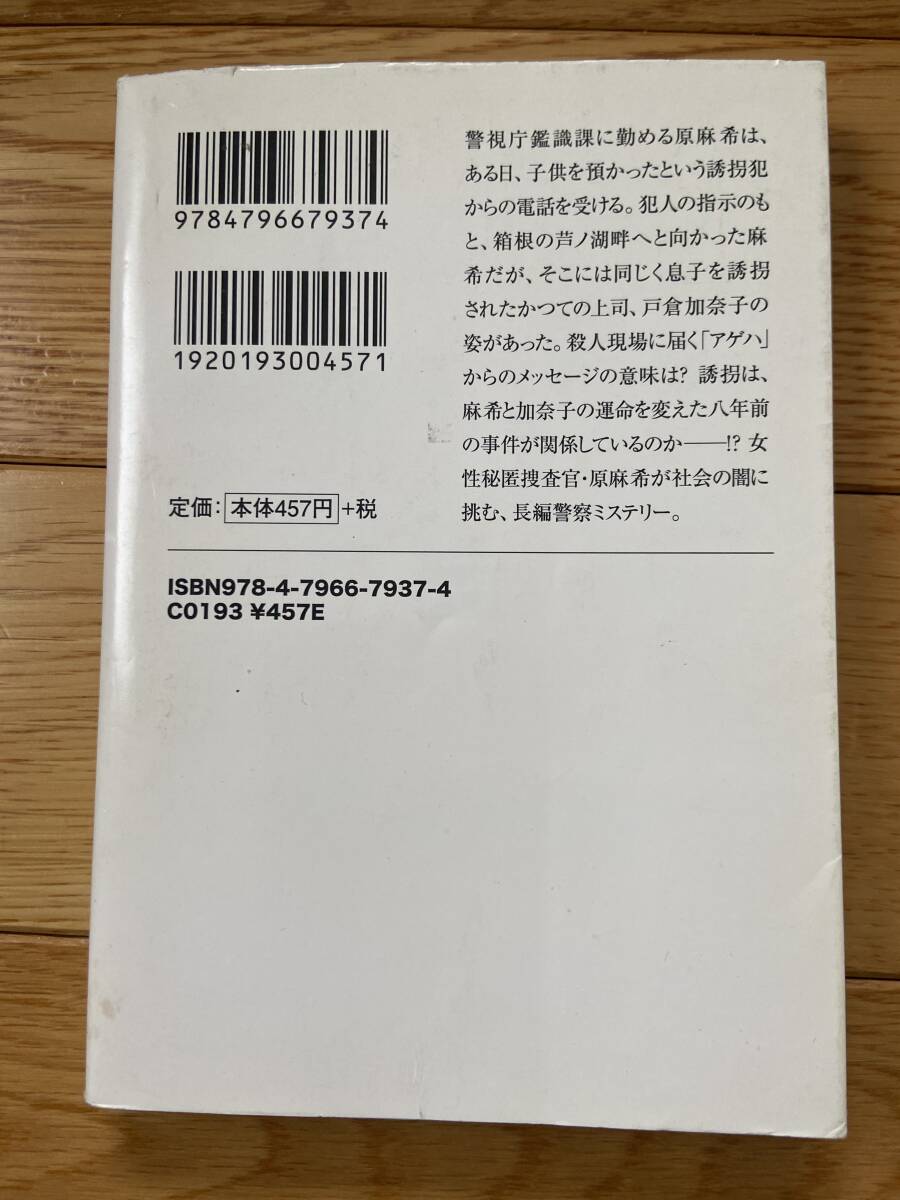 9784796679374
1920193004571
定価：本体457円+税
警視庁鑑識課に勤める原麻希は、
ある日、子供を預かったという誘拐犯
からの電話を受ける。犯人の指示のも
と、箱根の芦ノ湖畔へと向かった麻
希だが、そこには同じく息子を誘拐
されたかつての上司、戸倉加奈子の
姿があった。殺人現場に届く「アゲハ」
からのメッセージの意味は？ 誘拐は、
麻希と加奈子の運命を変えた八年前
の事件が関係しているのか――!? 女
性秘匿捜査官・原麻希が社会の闇に
挑む、長編警察ミステリー。
ISBN978-4-7966-7937-4
C0193 ¥457E